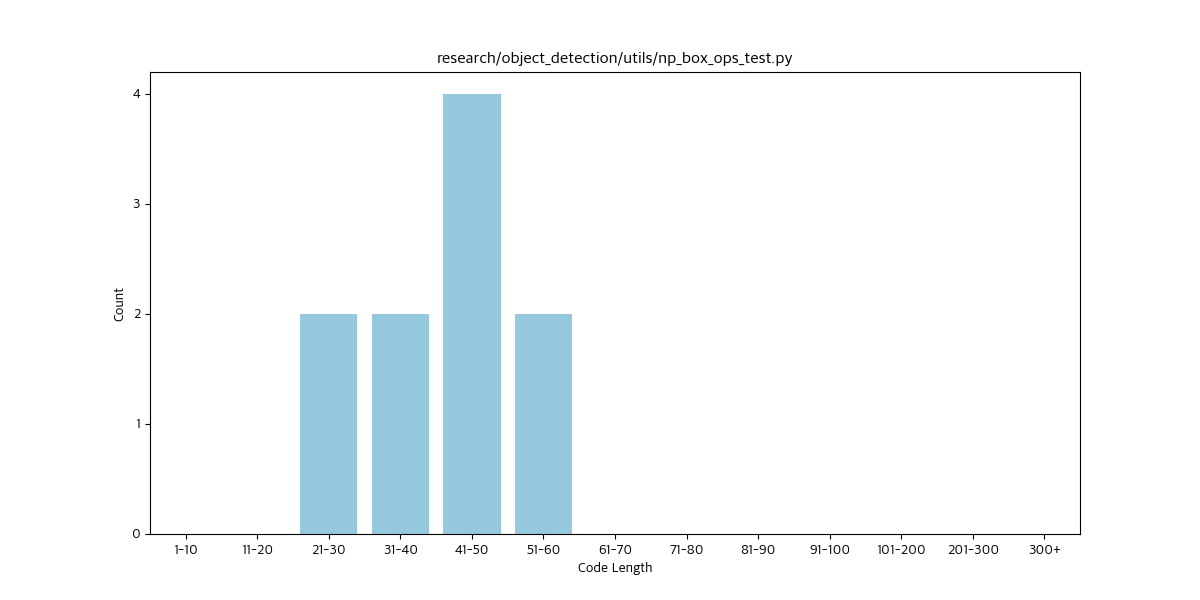 research/object_detection/utils/np_box_ops_test.py
4
3
2
1
0
Count
1-10 11-20 21-30 31-40 41-50 51-60 61-70 71-80 81-90 91-100 101-200 201-300 300+
Code Length